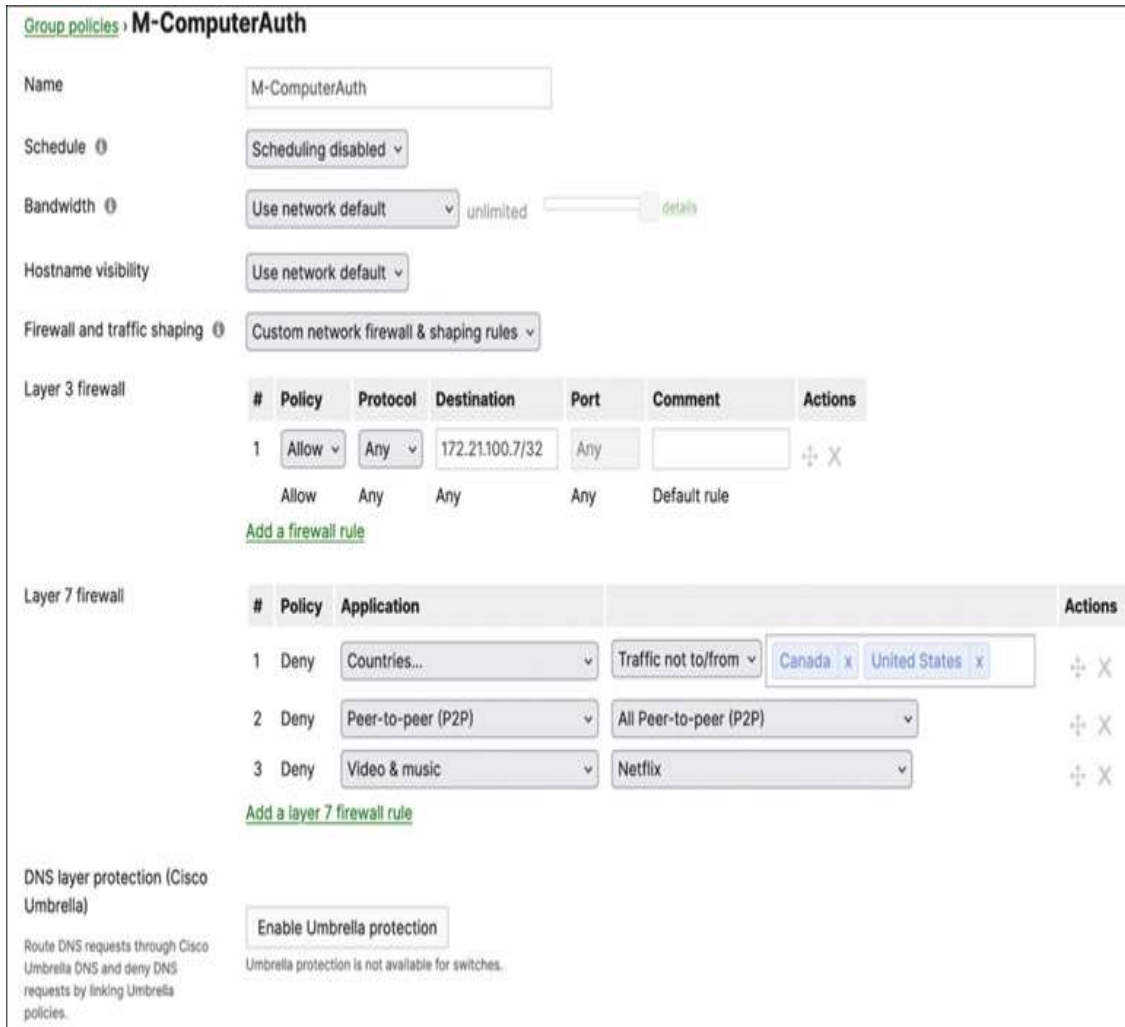 Group policies › M-ComputerAuth
Name M-ComputerAuth
Schedule Scheduling disabled
Bandwidth Use network default unlimited details
Hostname visibility Use network default
Firewall and traffic shaping Custom network firewall & shaping rules
Layer 3 firewall # Policy Protocol Destination Port Comment Actions
1 Allow Any 172.21.100.7/32 Any
Allow Any Any Any Default rule
Add a firewall rule
Layer 7 firewall # Policy Application Actions
1 Deny Countries... Traffic not to/from Canada x United States x
2 Deny Peer-to-peer (P2P) All Peer-to-peer (P2P)
3 Deny Video & music Netflix
Add a layer 7 firewall rule
DNS layer protection (Cisco
Umbrella)
Enable Umbrella protection
Route DNS requests through Cisco
Umbrella DNS and deny DNS
requests by linking Umbrella
policies.
Umbrella protection is not available for switches.